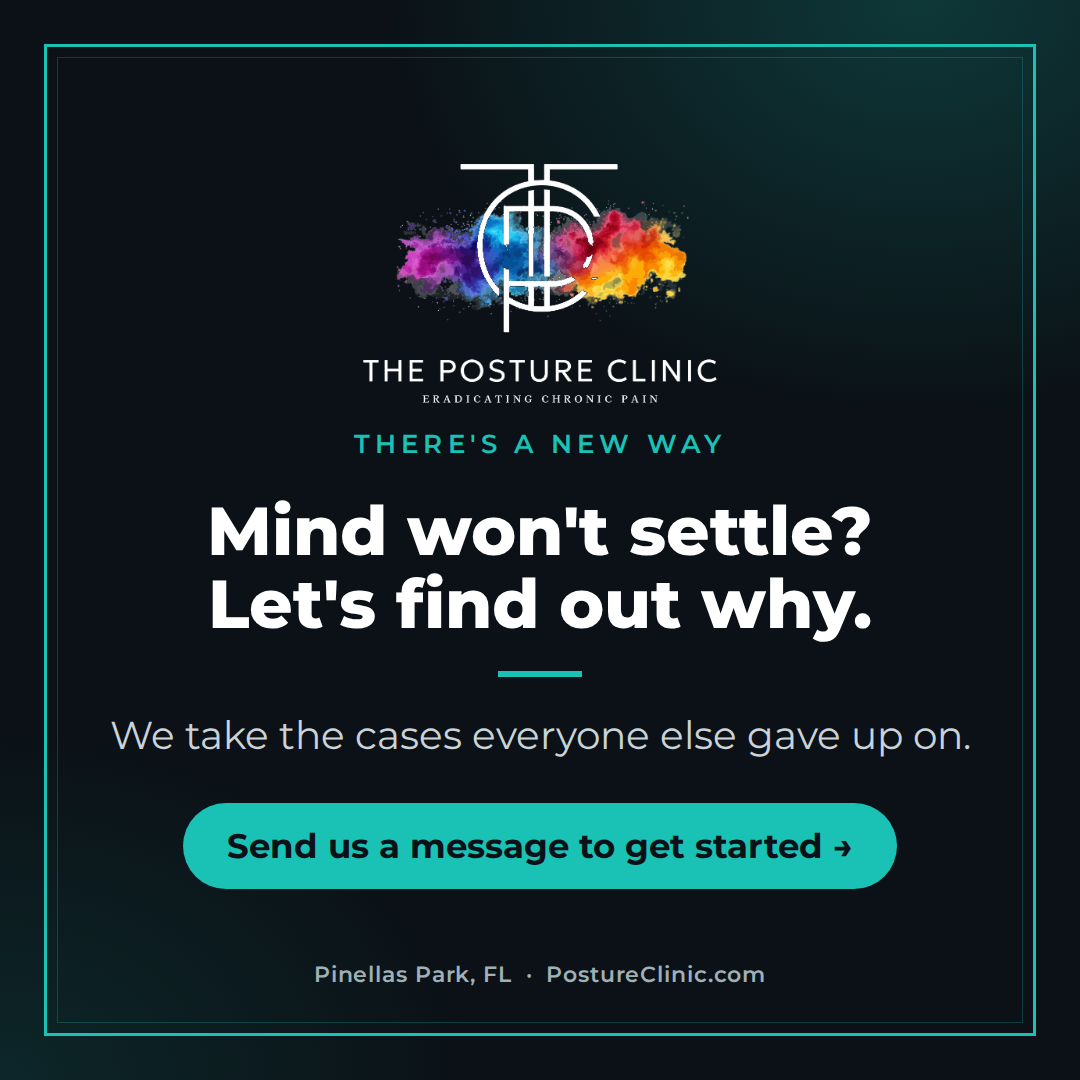 THE POSTURE CLINIC
ERADICATING CHRONIC PAIN
THERE'S A NEW WAY
Mind won't settle?
Let's find out why.
We take the cases everyone else gave up on.
Send us a message to get started →
Pinellas Park, FL · PostureClinic.com